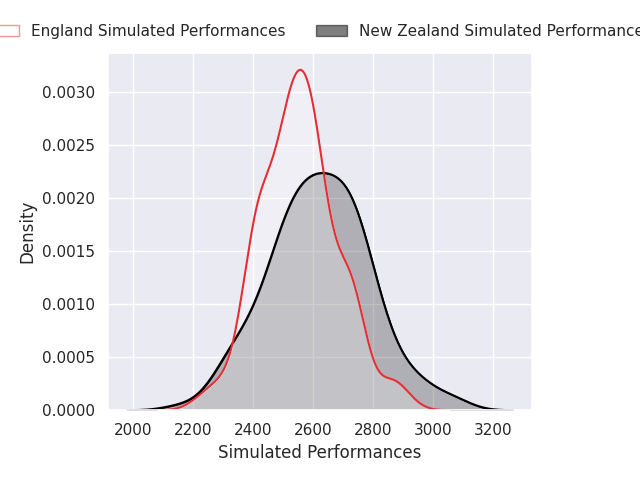 England Simulated Performances New Zealand Simulated Performance
0.0030
0.0025
0.0020
0.0015
0.0010
0.0005
0.0000
Density
2000 2200 2400 2600 2800 3000 3200
Simulated Performances